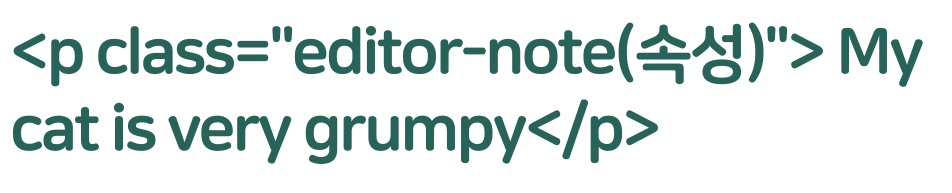 <p class="editor-note(속성)"> My
cat is very grumpy</p>